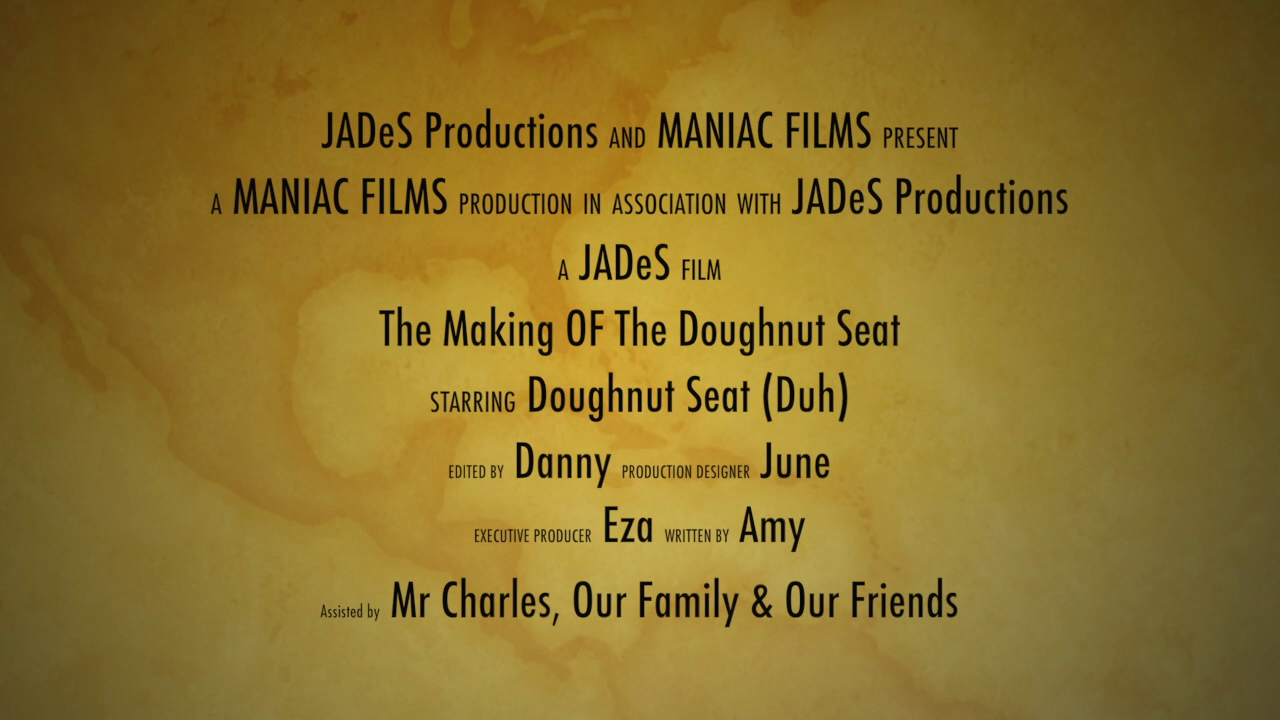 JADeS Productions AND MANIAC FILMS PRESENT
A MANIAC FILMS PRODUCTION IN ASSOCIATION WITH JADeS Productions
A JADeS FILM
The Making OF The Doughnut Seat
STARRING Doughnut Seat (Duh)
EDITED BY Danny PRODUCTION DESIGNER June
EXECUTIVE PRODUCER Eza WRITTEN BY Amy
Assisted by Mr Charles, Our Family & Our Friends